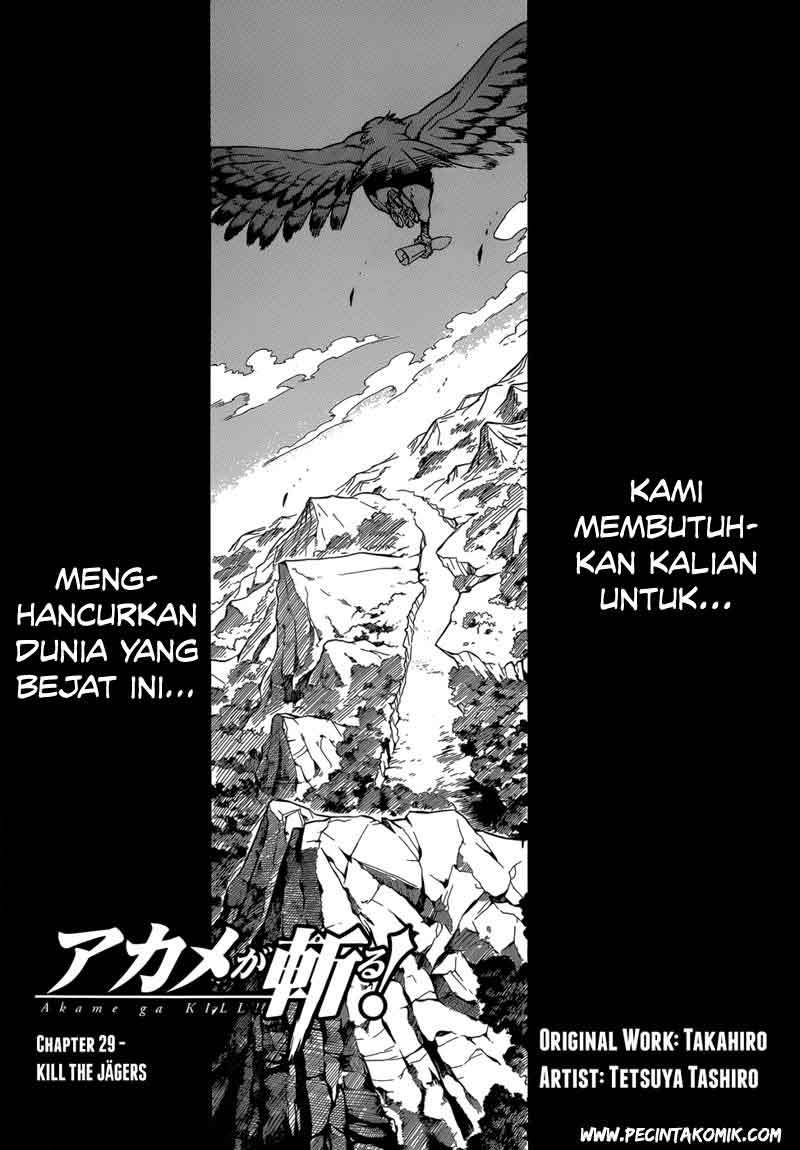 KAMI
MEMBUTUH-
KAN KALIAN
UNTUK...
MENG-
HANCURKAN
DUNIA YANG
BEJAT INI...
アカメが斬る!
Akame ga KILL!
CHAPTER 29 -
KILL THE JÄGERS
ORIGINAL WORK: TAKAHIRO
ARTIST: TETSUYA TASHIRO
WWW.PECINTAKOMIK.COM